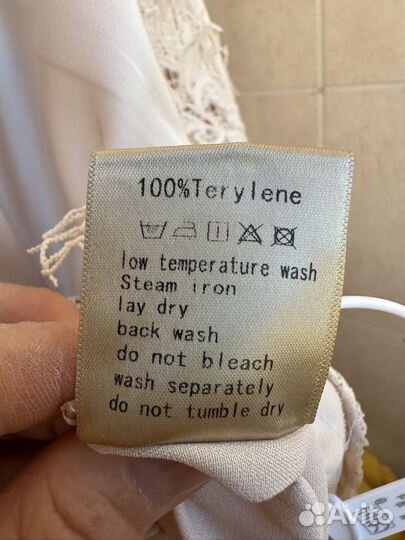 100%Terylene
low temperature wash
Steam iron
lay dry
back wash
do not bleach
wash separately
do not tumble dry
Avito